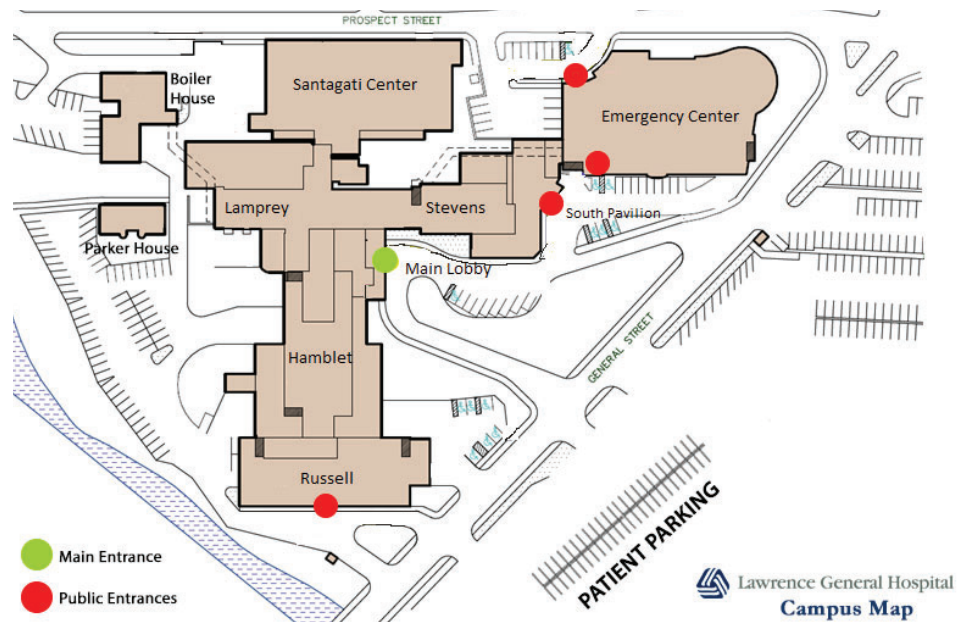 PROSPECT STREET
Boiler
House
Santagati Center
Emergency Center
Lamprey
Stevens
South Pavilion
Parker House
Main Lobby
Hamblet
GENERAL STREET
Russell
PATIENT PARKING
Main Entrance
Public Entrances
Lawrence General Hospital
Campus Map